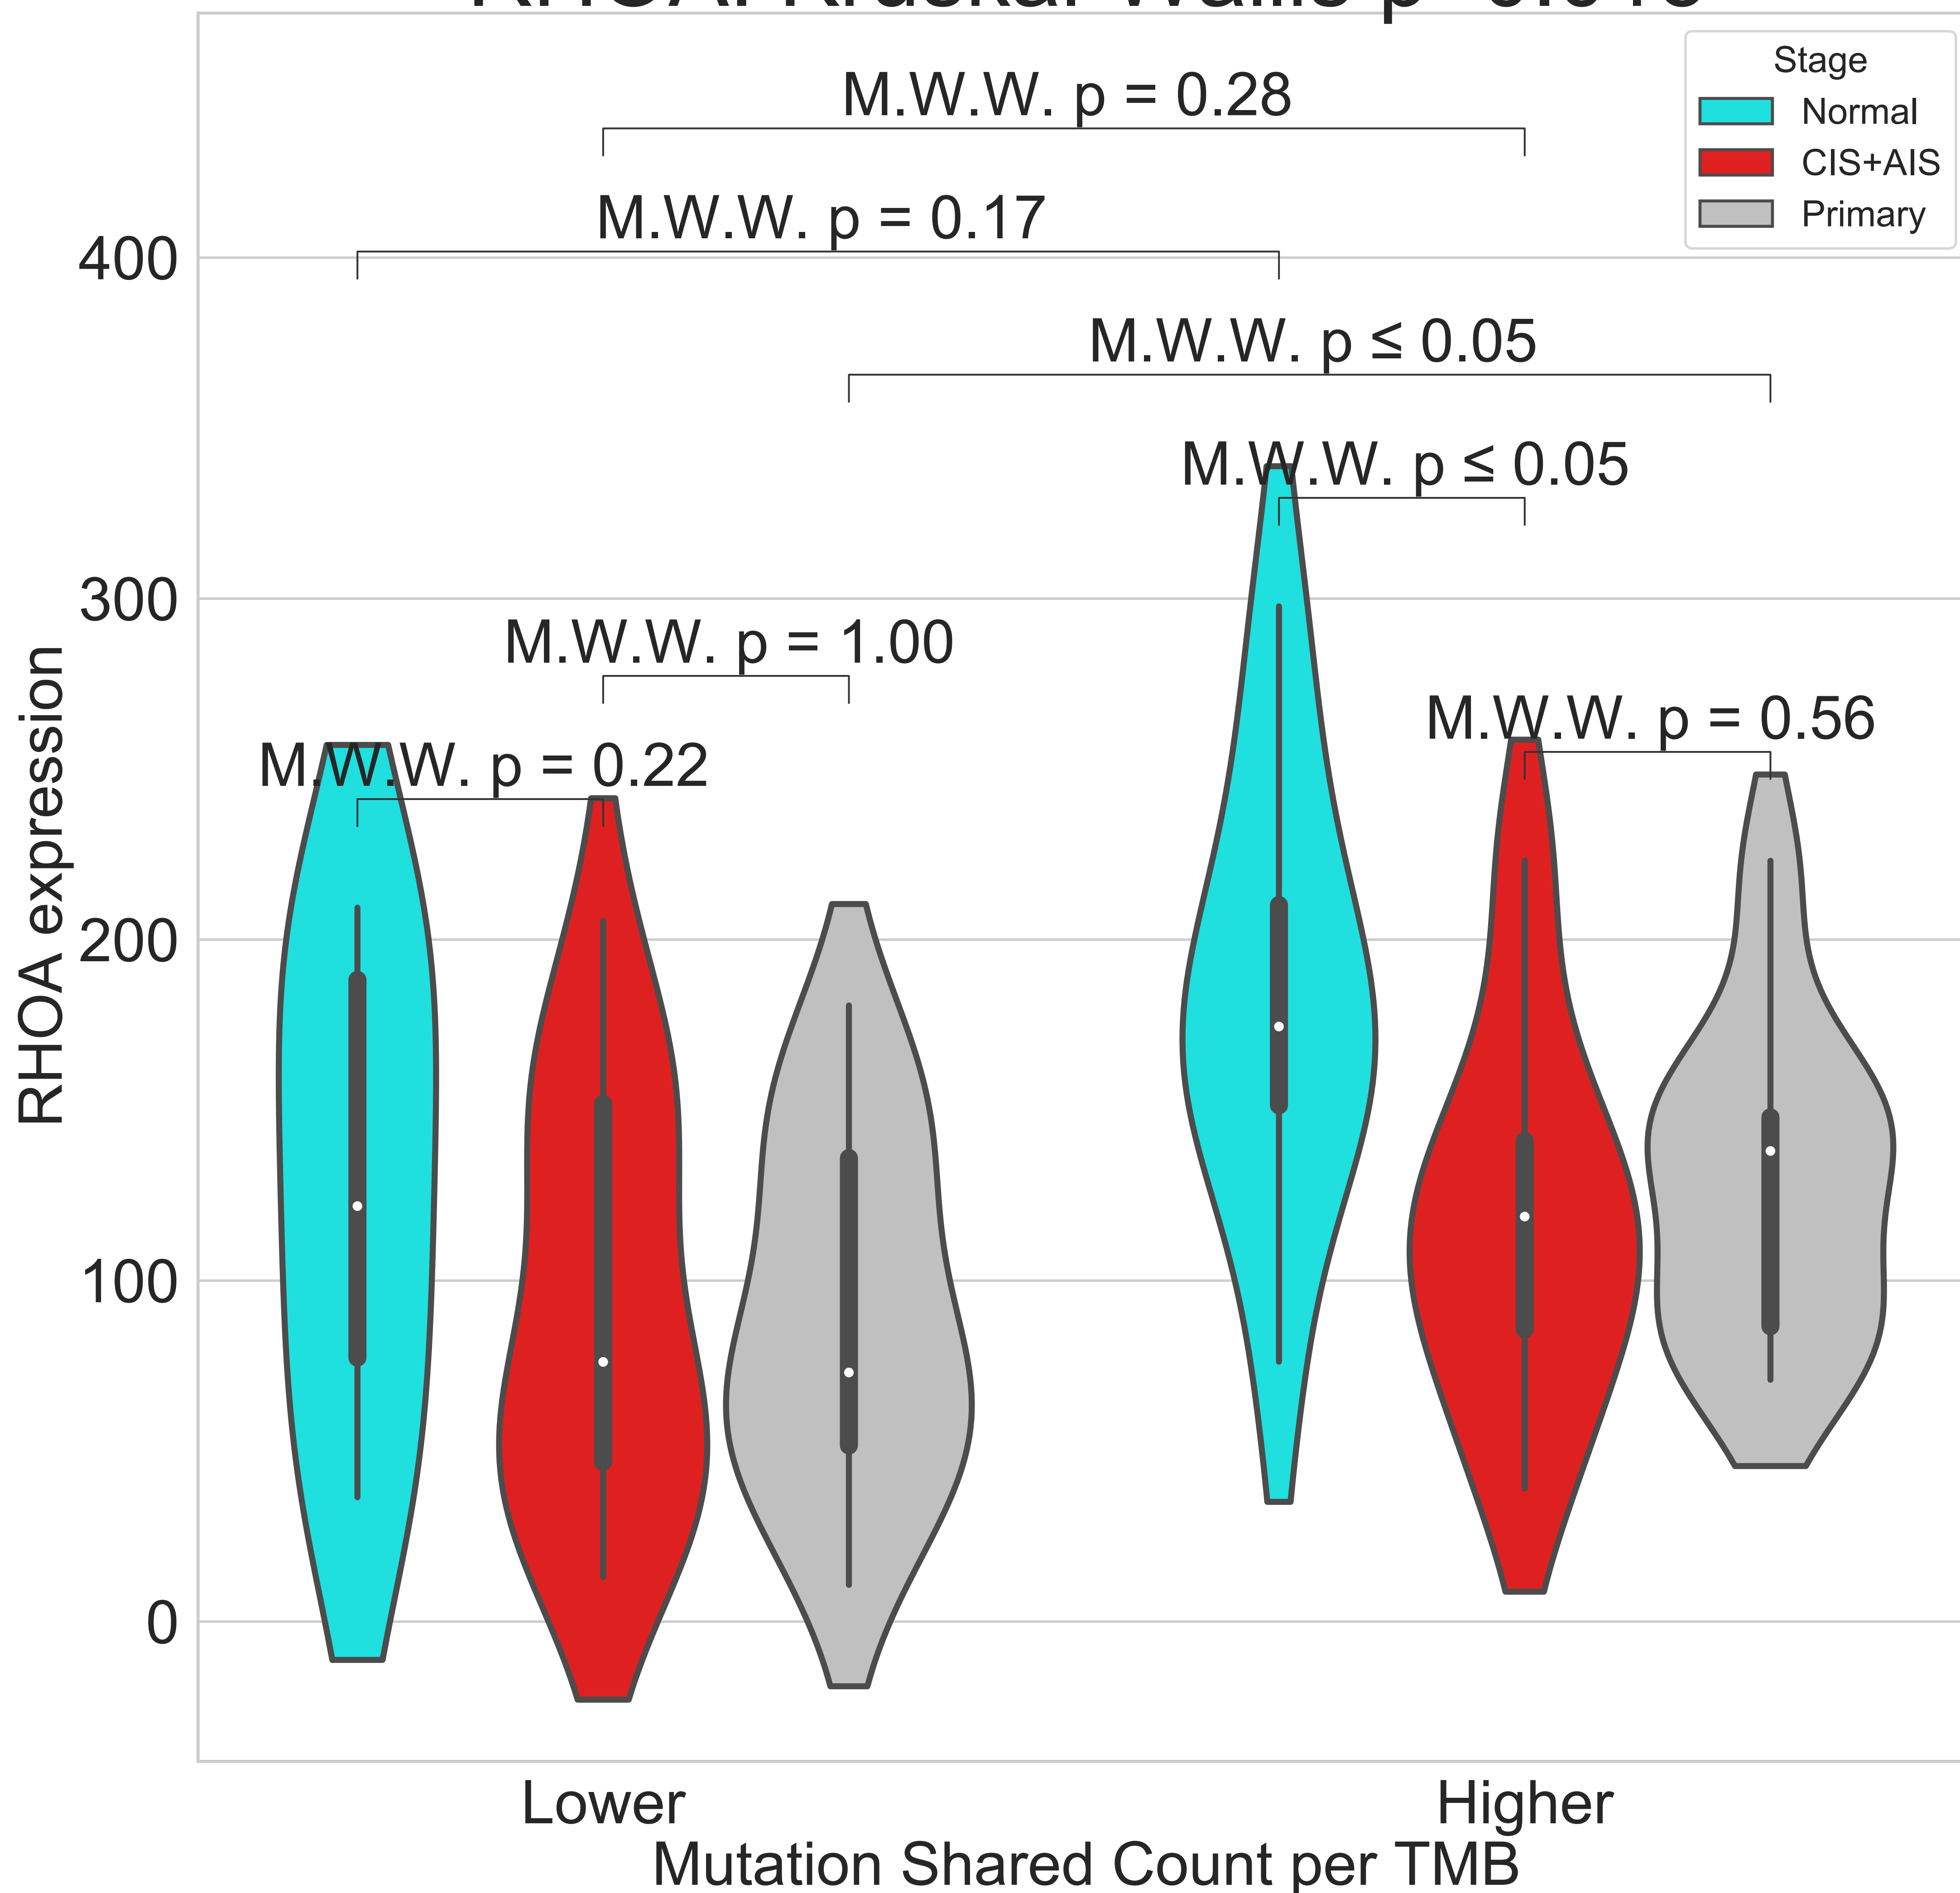 Stage
Normal
CIS+AIS
Primary
M.W.W. p = 0.28
M.W.W. p = 0.17
M.W.W. p ≤ 0.05
M.W.W. p ≤ 0.05
M.W.W. p = 1.00
M.W.W. p = 0.56
M.W.W. p = 0.22
400
300
200
100
0
RHOA expression
Lower
Higher
Mutation Shared Count per TMB